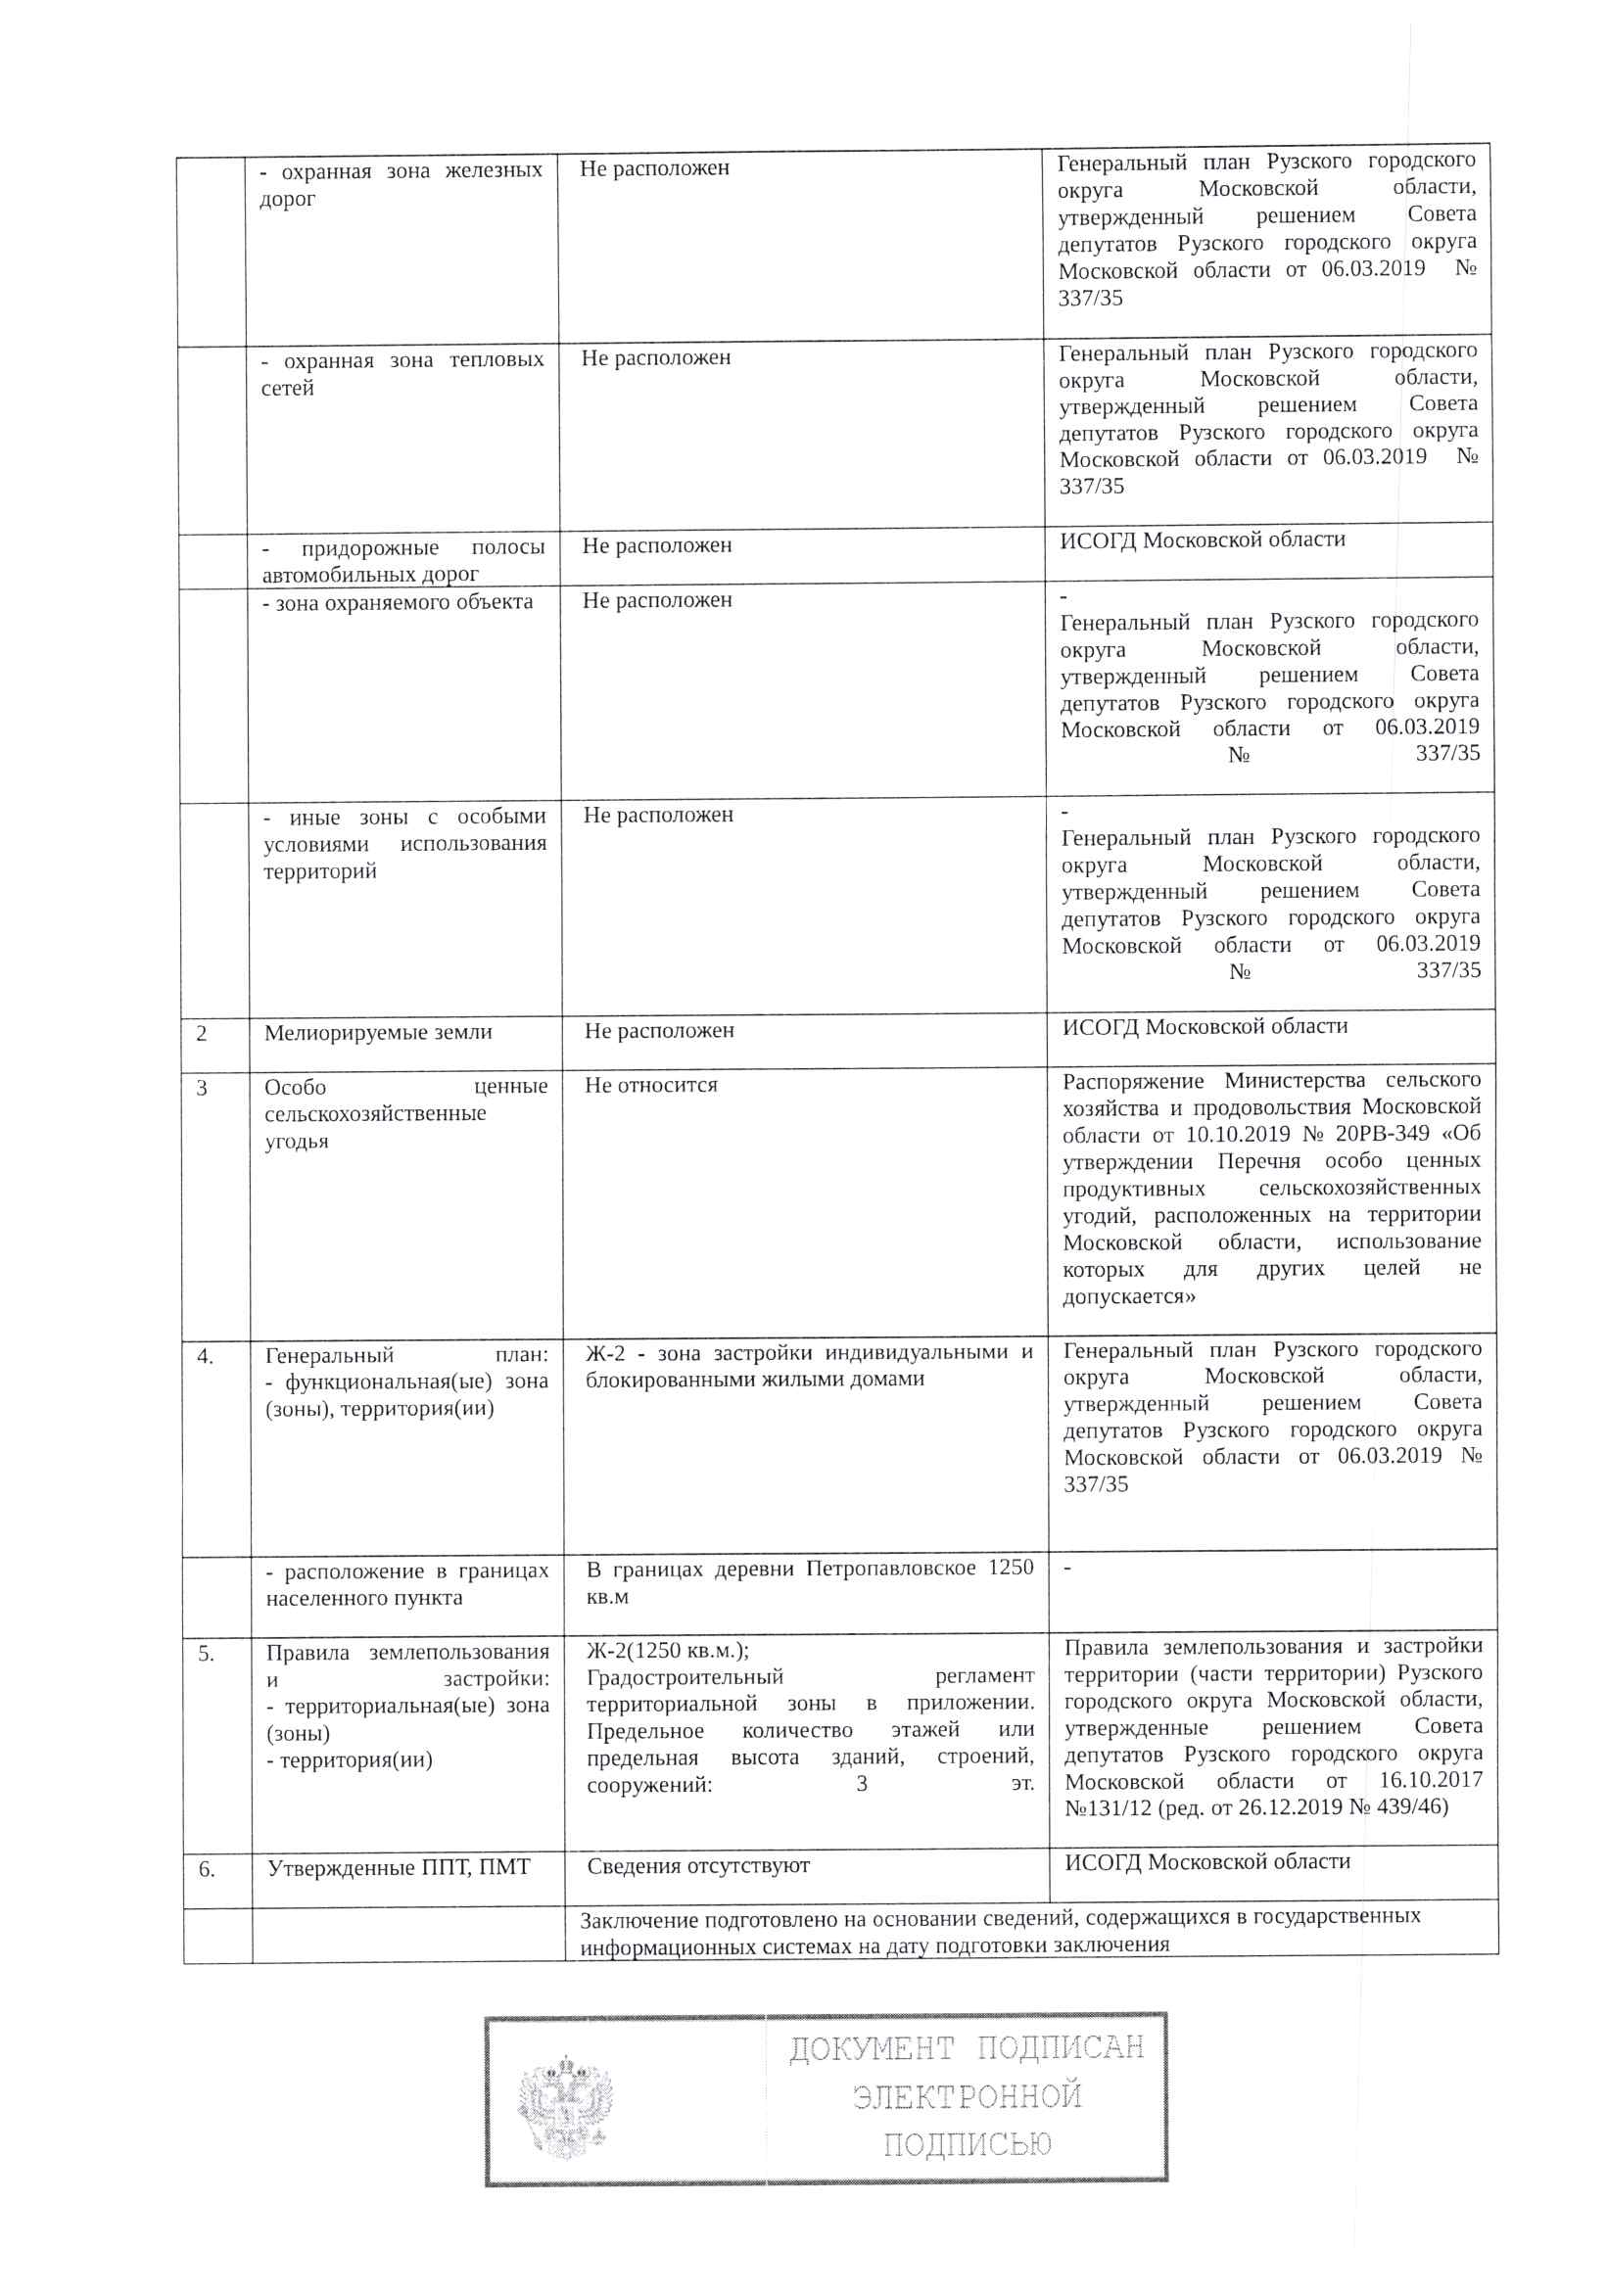 - охранная зона железных
дорог
Не расположен
Генеральный план Рузского городского
округа Московской области,
утвержденный решением Совета
депутатов Рузского городского округа
Московской области от 06.03.2019 №
337/35
- охранная зона тепловых
сетей
Не расположен
Генеральный план Рузского городского
округа Московской области,
утвержденный решением Совета
депутатов Рузского городского округа
Московской области от 06.03.2019 №
337/35
- придорожные полосы
автомобильных дорог
Не расположен
ИСОГД Московской области
- зона охраняемого объекта
Не расположен
-
Генеральный план Рузского городского
округа Московской области,
утвержденный решением Совета
депутатов Рузского городского округа
Московской области от 06.03.2019
№ 337/35
- иные зоны с особыми
условиями использования
территорий
Не расположен
-
Генеральный план Рузского городского
округа Московской области,
утвержденный решением Совета
депутатов Рузского городского округа
Московской области от 06.03.2019
№ 337/35
2
Мелиорируемые земли
Не расположен
ИСОГД Московской области
3
Особо ценные
сельскохозяйственные
угодья
Не относится
Распоряжение Министерства сельского
хозяйства и продовольствия Московской
области от 10.10.2019 № 20РВ-349 «Об
утверждении Перечня особо ценных
продуктивных сельскохозяйственных
угодий, расположенных на территории
Московской области, использование
которых для других целей не
допускается»
4.
Генеральный план:
- функциональная(ые) зона
(зоны), территория(ии)
Ж-2 - зона застройки индивидуальными и
блокированными жилыми домами
Генеральный план Рузского городского
округа Московской области,
утвержденный решением Совета
депутатов Рузского городского округа
Московской области от 06.03.2019 №
337/35
- расположение в границах
населенного пункта
В границах деревни Петропавловское 1250
кв.м
-
5.
Правила землепользования
и застройки:
- территориальная(ые) зона
(зоны)
- территория(ии)
Ж-2(1250 кв.м.);
Градостроительный регламент
территориальной зоны в приложении.
Предельное количество этажей или
предельная высота зданий, строений,
сооружений: 3 эт.
Правила землепользования и застройки
территории (части территории) Рузского
городского округа Московской области,
утвержденные решением Совета
депутатов Рузского городского округа
Московской области от 16.10.2017
№131/12 (ред. от 26.12.2019 № 439/46)
6.
Утвержденные ППТ, ПМТ
Сведения отсутствуют
ИСОГД Московской области
Заключение подготовлено на основании сведений, содержащихся в государственных
информационных системах на дату подготовки заключения
ДОКУМЕНТ ПОДПИСАН
ЭЛЕКТРОННОЙ
ПОДПИСЬЮ